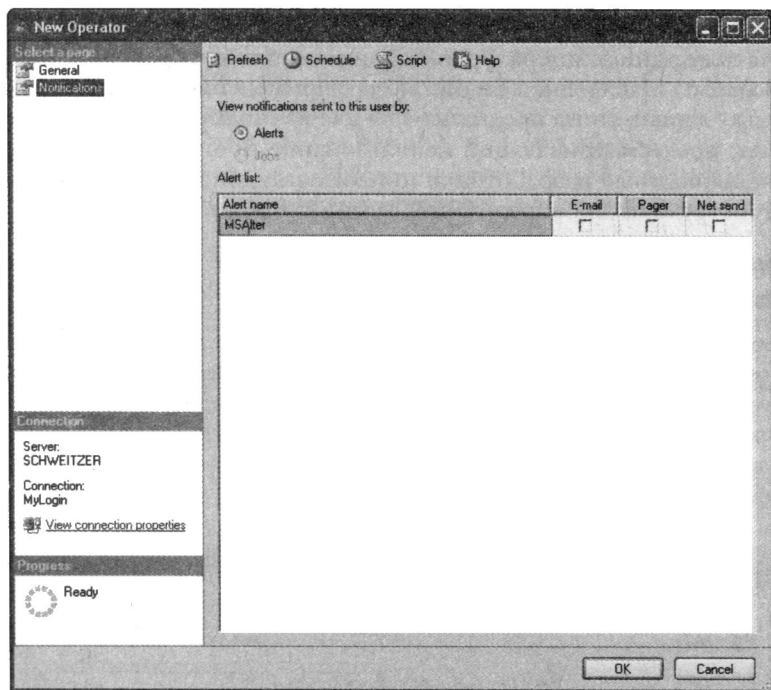 New Operator
Select a page
General
Notifications
Refresh Schedule Script Help
View notifications sent to this user by:
Alerts
Jobs
Alert list:
Alert name E-mail Pager Net send
MSAlter
Connection
Server:
SCHWEITZER
Connection:
MyLogin
View connection properties
Progress
Ready
OK Cancel